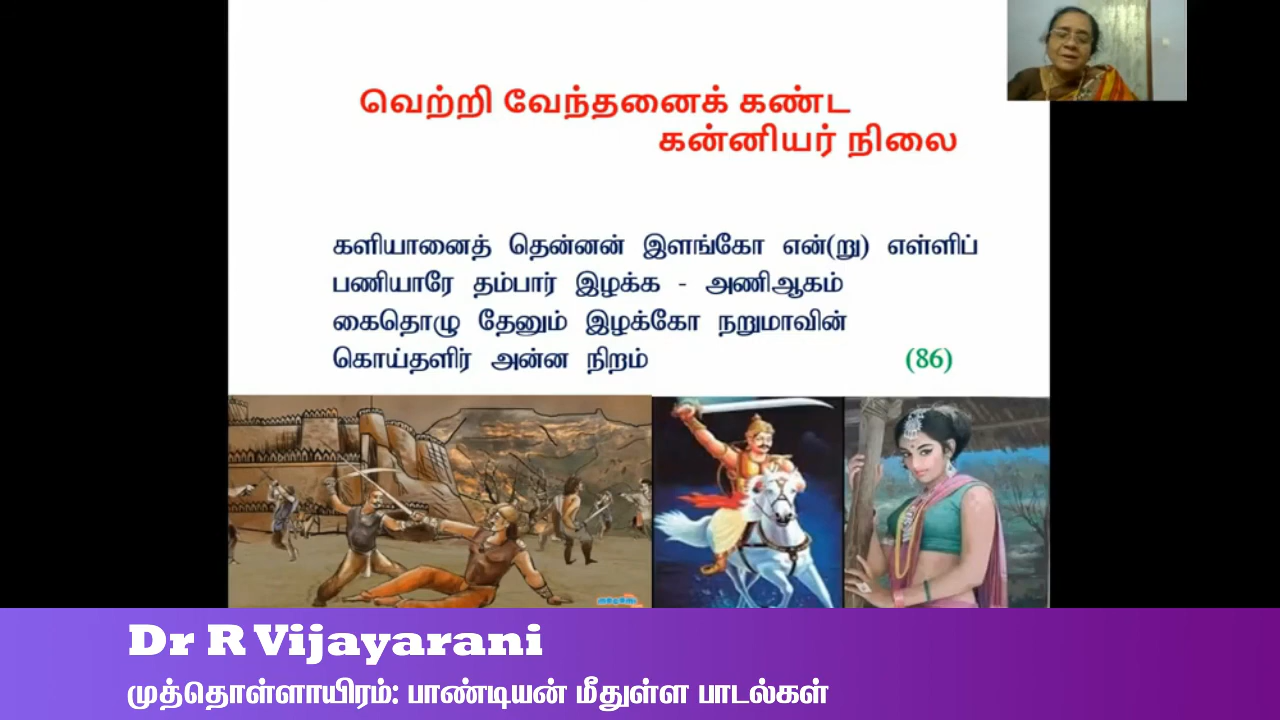 வெற்றி வேந்தனைக் கண்ட
கன்னியர் நிலை
களியானைத் தென்னன் இளங்கோ என்(று) எள்ளிப்
பணியாரே தம்பார் இழக்க - அணிஆகம்
கைதொழு தேனும் இழக்கோ நறுமாவின்
கொய்தளிர் அன்ன நிறம் (86)
Dr R Vijayarani
முத்தொள்ளாயிரம்: பாண்டியன் மீதுள்ள பாடல்கள்